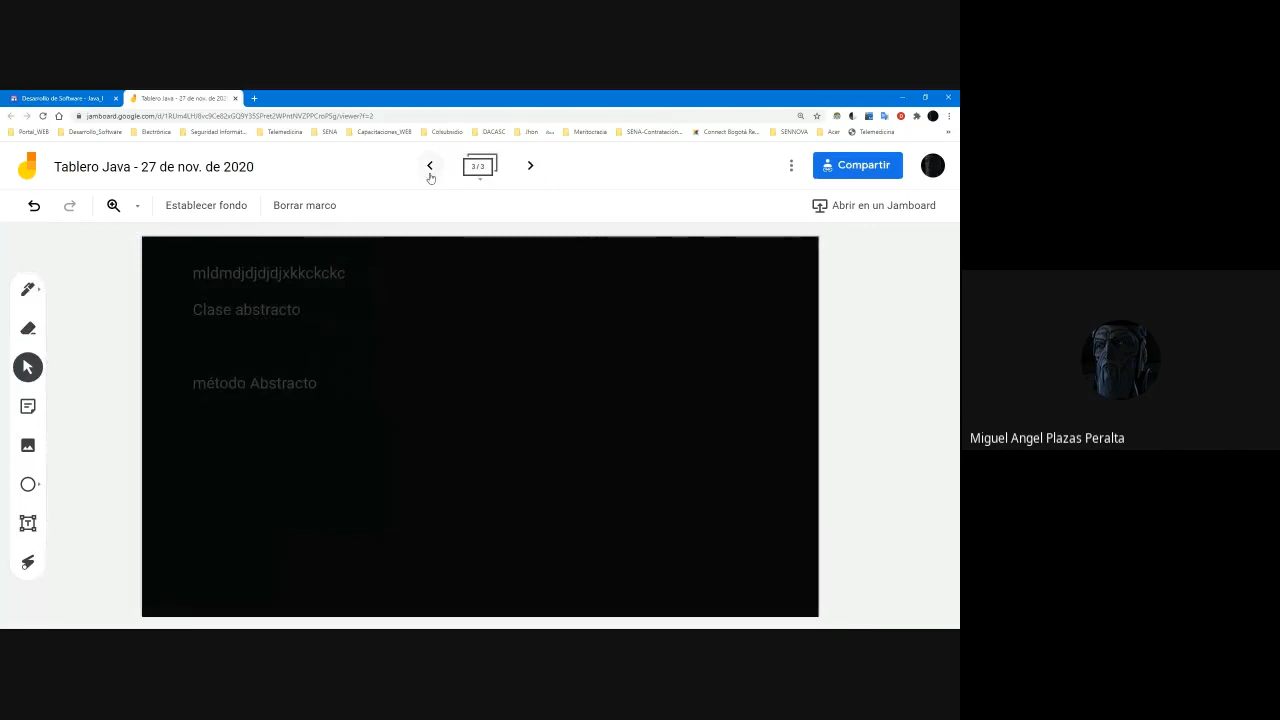 Desarrollo de Software - Java_I
Tablero Java - 27 de nov. de 202
jamboard.google.com/d/1RUm4LHJ8vc9Ce82xGQ9Y35SPret2WPntNVZPPCroP5g/viewer?f=2
Portal_WEB
Desarrollo_Software
Electrónica
Seguridad Informát...
Telemedicina
SENA
Capacitaciones_WEB
Colsubsidio
DACASC
Jhon
Meritocracia
SENA-Contratación...
Connect Bogotá Re...
SENNOVA
Acer
Telemedicina
Tablero Java - 27 de nov. de 2020
3 / 3
Compartir
Establecer fondo
Borrar marco
Abrir en un Jamboard
mldmdjdjdjdjxkkckckc
Clase abstracto
método Abstracto
Miguel Angel Plazas Peralta